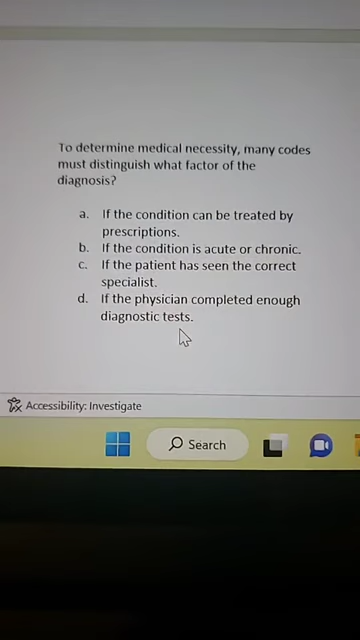 To determine medical necessity, many codes
must distinguish what factor of the
diagnosis?
a. If the condition can be treated by
prescriptions.
b. If the condition is acute or chronic.
c. If the patient has seen the correct
specialist.
d. If the physician completed enough
diagnostic tests.
Accessibility: Investigate
Search